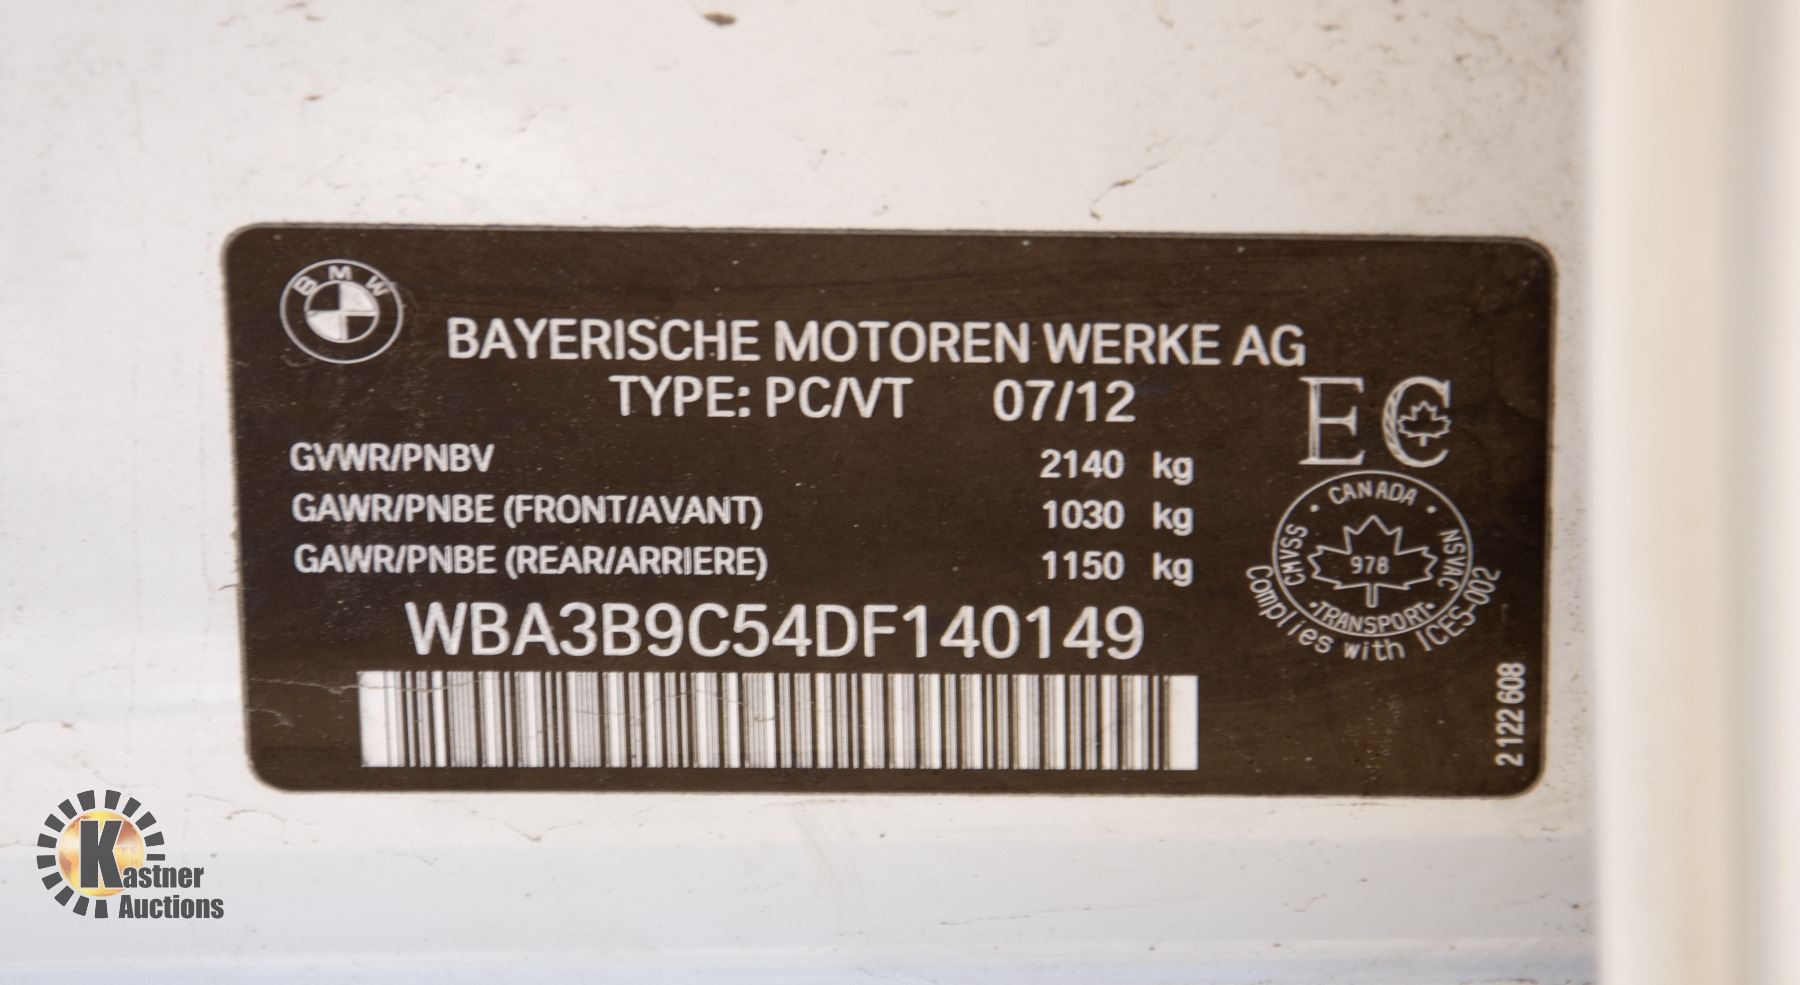 BMW
BAYERISCHE MOTOREN WERKE AG
TYPE: PC/VT 07/12
GVWR/PNBV 2140 kg
GAWR/PNBE (FRONT/AVANT) 1030 kg
GAWR/PNBE (REAR/ARRIERE) 1150 kg
WBA3B9C54DF140149
EC
CANADA
CMVSS
NSVAC
978
TRANSPORT
Complies with ICES-002
2 122 608
Kastner
Auctions